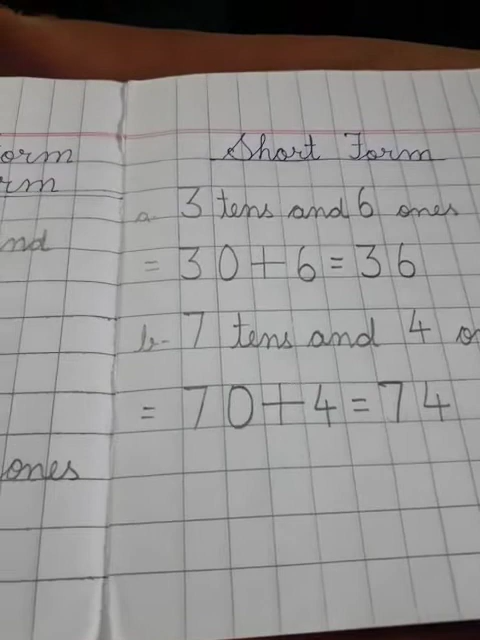 orm
rm
nd
ones
Short Form
a. 3 tens and 6 ones
= 30+6=36
b- 7 tens and 4 on
= 70+4=74